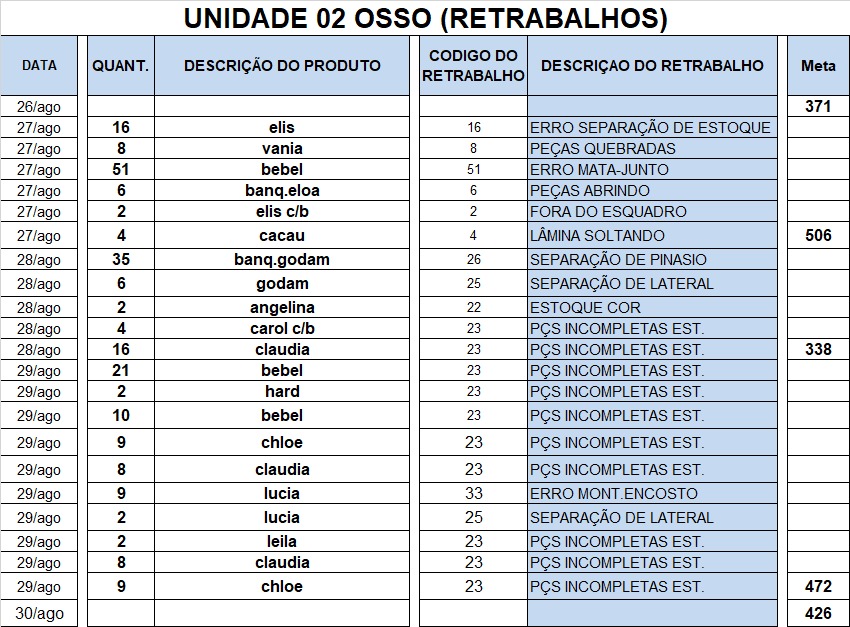 UNIDADE 02 OSSO (RETRABALHOS)
DATA QUANT. DESCRIÇÃO DO PRODUTO CODIGO DO RETRABALHO DESCRIÇAO DO RETRABALHO Meta
26/ago 371
27/ago 16 elis 16 ERRO SEPARAÇÃO DE ESTOQUE
27/ago 8 vania 8 PEÇAS QUEBRADAS
27/ago 51 bebel 51 ERRO MATA-JUNTO
27/ago 6 banq.eloa 6 PEÇAS ABRINDO
27/ago 2 elis c/b 2 FORA DO ESQUADRO
27/ago 4 cacau 4 LÂMINA SOLTANDO 506
28/ago 35 banq.godam 26 SEPARAÇÃO DE PINASIO
28/ago 6 godam 25 SEPARAÇÃO DE LATERAL
28/ago 2 angelina 22 ESTOQUE COR
28/ago 4 carol c/b 23 PÇS INCOMPLETAS EST.
28/ago 16 claudia 23 PÇS INCOMPLETAS EST. 338
29/ago 21 bebel 23 PÇS INCOMPLETAS EST.
29/ago 2 hard 23 PÇS INCOMPLETAS EST.
29/ago 10 bebel 23 PÇS INCOMPLETAS EST.
29/ago 9 chloe 23 PÇS INCOMPLETAS EST.
29/ago 8 claudia 23 PÇS INCOMPLETAS EST.
29/ago 9 lucia 33 ERRO MONT.ENCOSTO
29/ago 2 lucia 25 SEPARAÇÃO DE LATERAL
29/ago 2 leila 23 PÇS INCOMPLETAS EST.
29/ago 8 claudia 23 PÇS INCOMPLETAS EST.
29/ago 9 chloe 23 PÇS INCOMPLETAS EST. 472
30/ago 426